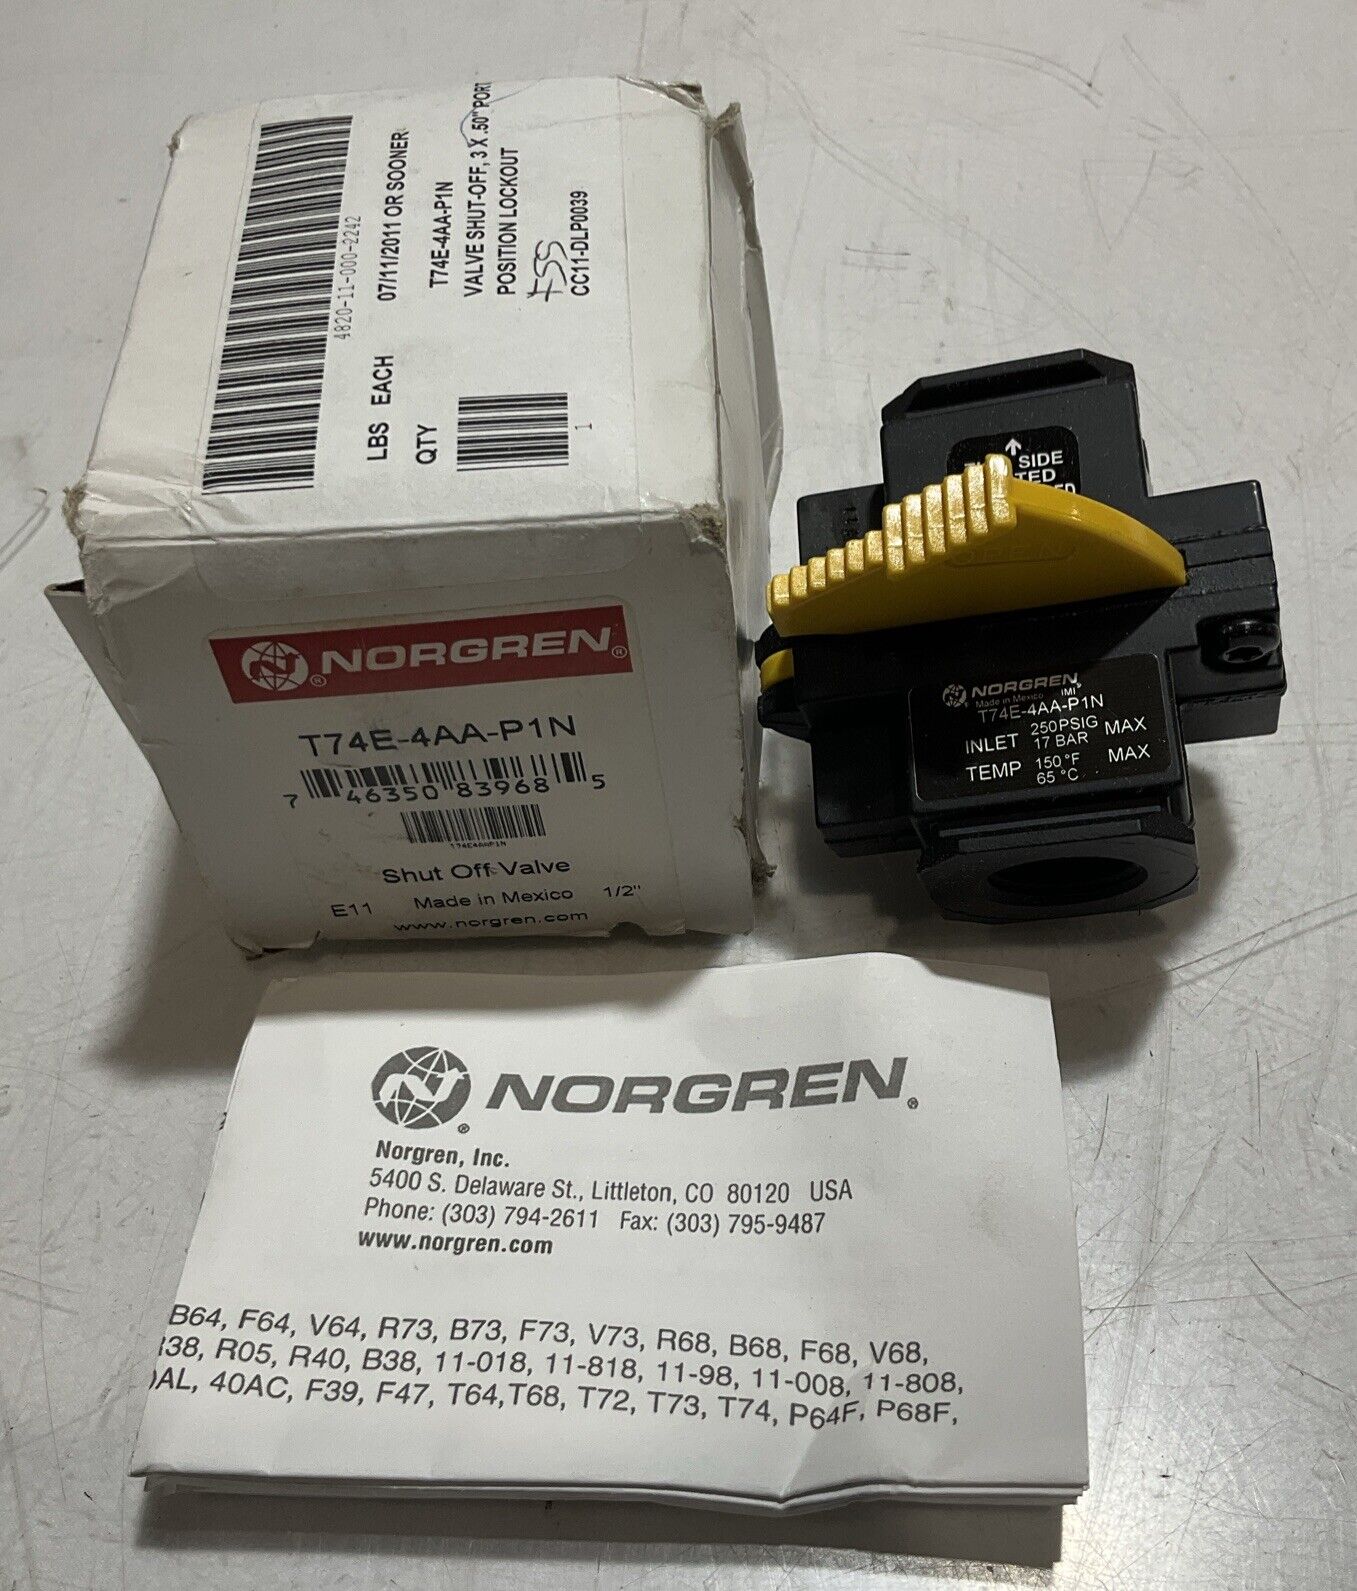 4820-11-000-2242
LBS EACH 07/11/2011 OR SOONER
QTY T74E-4AA-P1N
VALVE SHUT-OFF, 3 X .50" PORT
POSITION LOCKOUT
FSS
CC11-DLP0039
1
NORGREN®
T74E-4AA-P1N
7 46350 83968 5
T74E4AAP1N
Shut Off Valve
E11 Made in Mexico 1/2"
www.norgren.com
SIDE
NORGREN
NORGREN
Made in Mexico IMI
T74E-4AA-P1N
INLET 250 PSIG MAX
17 BAR
TEMP 150 °F MAX
65 °C
NORGREN®
Norgren, Inc.
5400 S. Delaware St., Littleton, CO 80120 USA
Phone: (303) 794-2611 Fax: (303) 795-9487
www.norgren.com
B64, F64, V64, R73, B73, F73, V73, R68, B68, F68, V68,
R38, R05, R40, B38, 11-018, 11-818, 11-98, 11-008, 11-808,
40AC, F39, F47, T64,T68, T72, T73, T74, P64F, P68F,